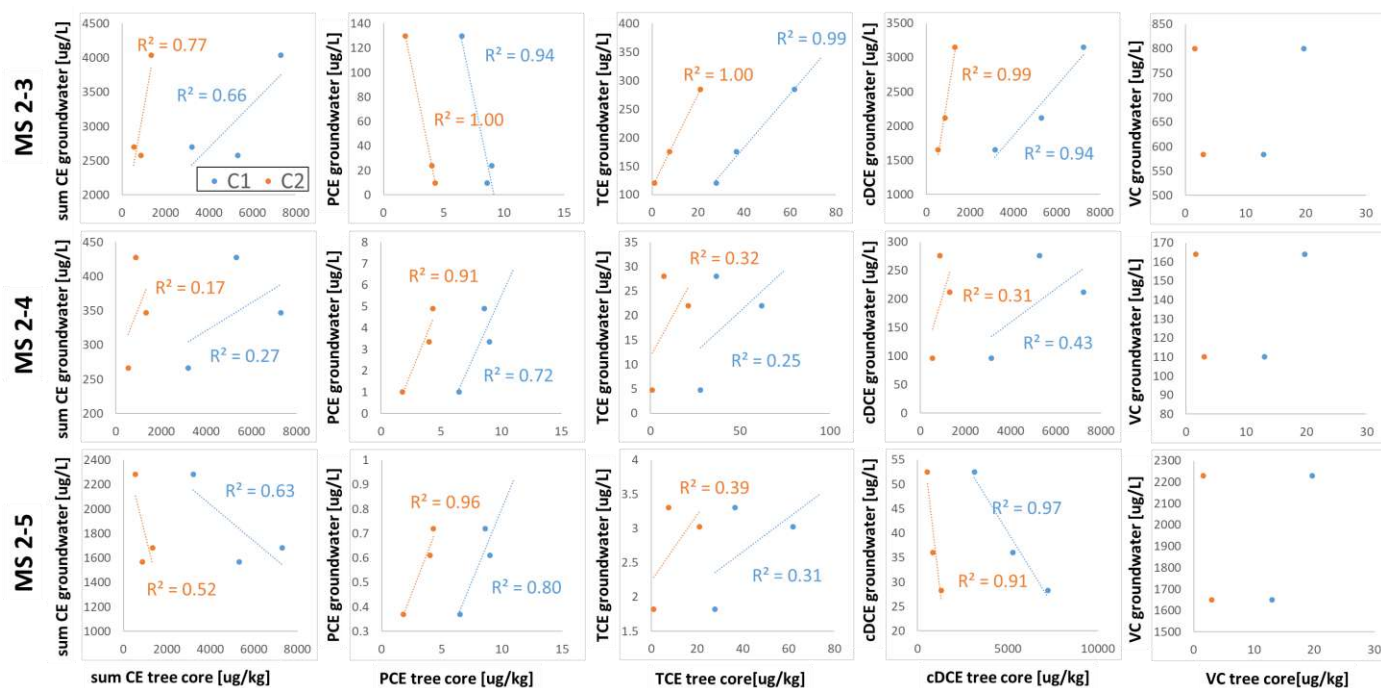 MS 2-3
sum CE groundwater [ug/L]
4500
4000
3500
3000
2500
2000
0 2000 4000 6000 8000
R² = 0.77
R² = 0.66
C1 C2
PCE groundwater [ug/L]
140
120
100
80
60
40
20
0
0 5 10 15
R² = 0.94
R² = 1.00
TCE groundwater [ug/L]
400
350
300
250
200
150
100
0 20 40 60 80
R² = 0.99
R² = 1.00
cDCE groundwater [ug/L]
3500
3000
2500
2000
1500
1000
500
0
0 2000 4000 6000 8000
R² = 0.99
R² = 0.94
VC groundwater [ug/L]
850
800
750
700
650
600
550
500
0 10 20 30
MS 2-4
sum CE groundwater [ug/L]
450
400
350
300
250
200
0 2000 4000 6000 8000
R² = 0.17
R² = 0.27
PCE groundwater [ug/L]
8
7
6
5
4
3
2
1
0
0 5 10 15
R² = 0.91
R² = 0.72
TCE groundwater [ug/L]
35
30
25
20
15
10
5
0
0 50 100
R² = 0.32
R² = 0.25
cDCE groundwater [ug/L]
300
250
200
150
100
50
0
0 2000 4000 6000 8000
R² = 0.31
R² = 0.43
VC groundwater [ug/L]
170
160
150
140
130
120
110
100
90
80
0 10 20 30
MS 2-5
sum CE groundwater [ug/L]
2400
2200
2000
1800
1600
1400
1200
1000
0 2000 4000 6000 8000
R² = 0.63
R² = 0.52
sum CE tree core[ug/kg]
PCE groundwater [ug/L]
1
0.9
0.8
0.7
0.6
0.5
0.4
0.3
0 5 10 15
R² = 0.96
R² = 0.80
PCE tree core[ug/kg]
TCE groundwater [ug/L]
4
3.5
3
2.5
2
1.5
0 20 40 60 80
R² = 0.39
R² = 0.31
TCE tree core[ug/kg]
cDCE groundwater [ug/L]
55
50
45
40
35
30
25
20
0 5000 10000
R² = 0.97
R² = 0.91
cDCE tree core[ug/kg]
VC groundwater [ug/L]
2300
2200
2100
2000
1900
1800
1700
1600
1500
0 10 20 30
VC tree core[ug/kg]